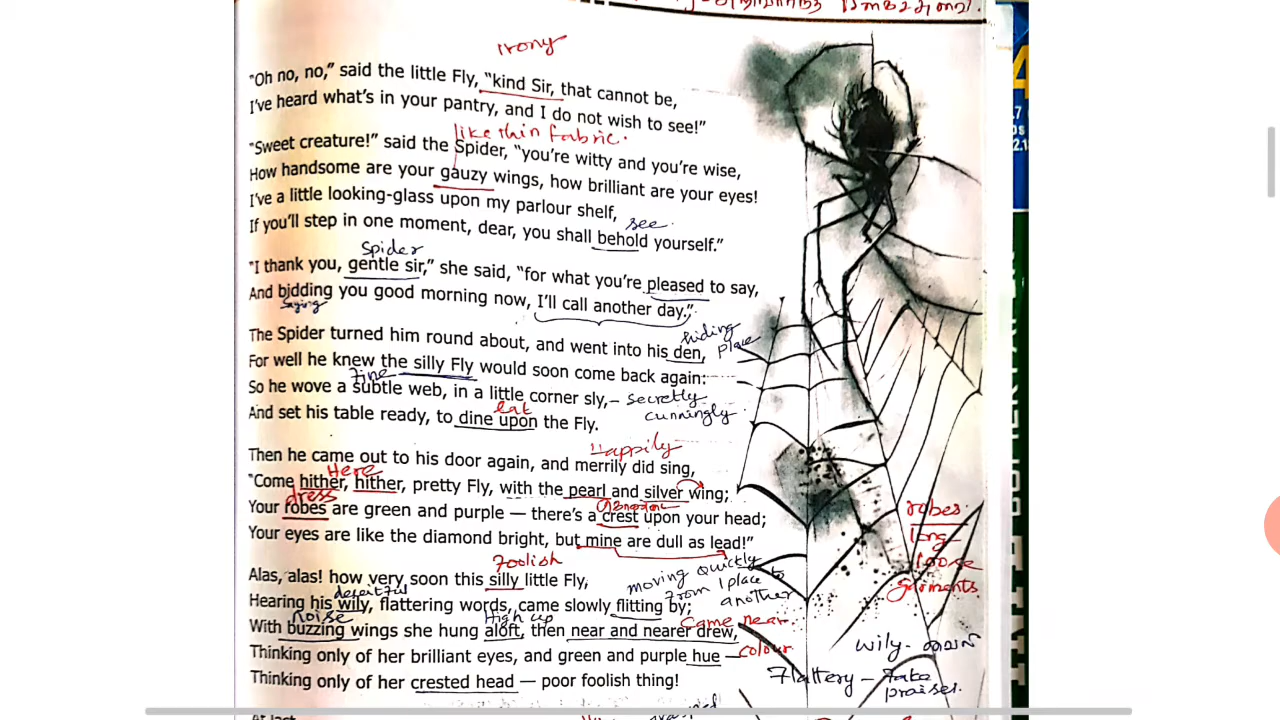 Irony
"Oh no, no," said the little Fly, "kind Sir, that cannot be,
I've heard what's in your pantry, and I do not wish to see!"
like thin fabric.
"Sweet creature!" said the Spider, "you're witty and you're wise,
How handsome are your gauzy wings, how brilliant are your eyes!
I've a little looking-glass upon my parlour shelf,
see.
If you'll step in one moment, dear, you shall behold yourself."
Spider
"I thank you, gentle sir," she said, "for what you're pleased to say,
And bidding you good morning now, I'll call another day."
saying
hiding place
The Spider turned him round about, and went into his den,
For well he knew the silly Fly would soon come back again:
Fine
So he wove a subtle web, in a little corner sly, – secretly
cunningly.
eat
And set his table ready, to dine upon the Fly.
Happily
Then he came out to his door again, and merrily did sing,
Here
"Come hither, hither, pretty Fly, with the pearl and silver wing;
dress
Your robes are green and purple — there's a crest upon your head;
Your eyes are like the diamond bright, but mine are dull as lead!"
robes.
long
loose
garments.
Foolish
Alas, alas! how very soon this silly little Fly,
moving quickly
from 1 place to
another
deceitful
Hearing his wily, flattering words, came slowly flitting by;
noise
High up
came near.
With buzzing wings she hung aloft, then near and nearer drew,
Thinking only of her brilliant eyes, and green and purple hue — colour
wily -
Thinking only of her crested head — poor foolish thing!
Flattery – Fake
praises.
At last